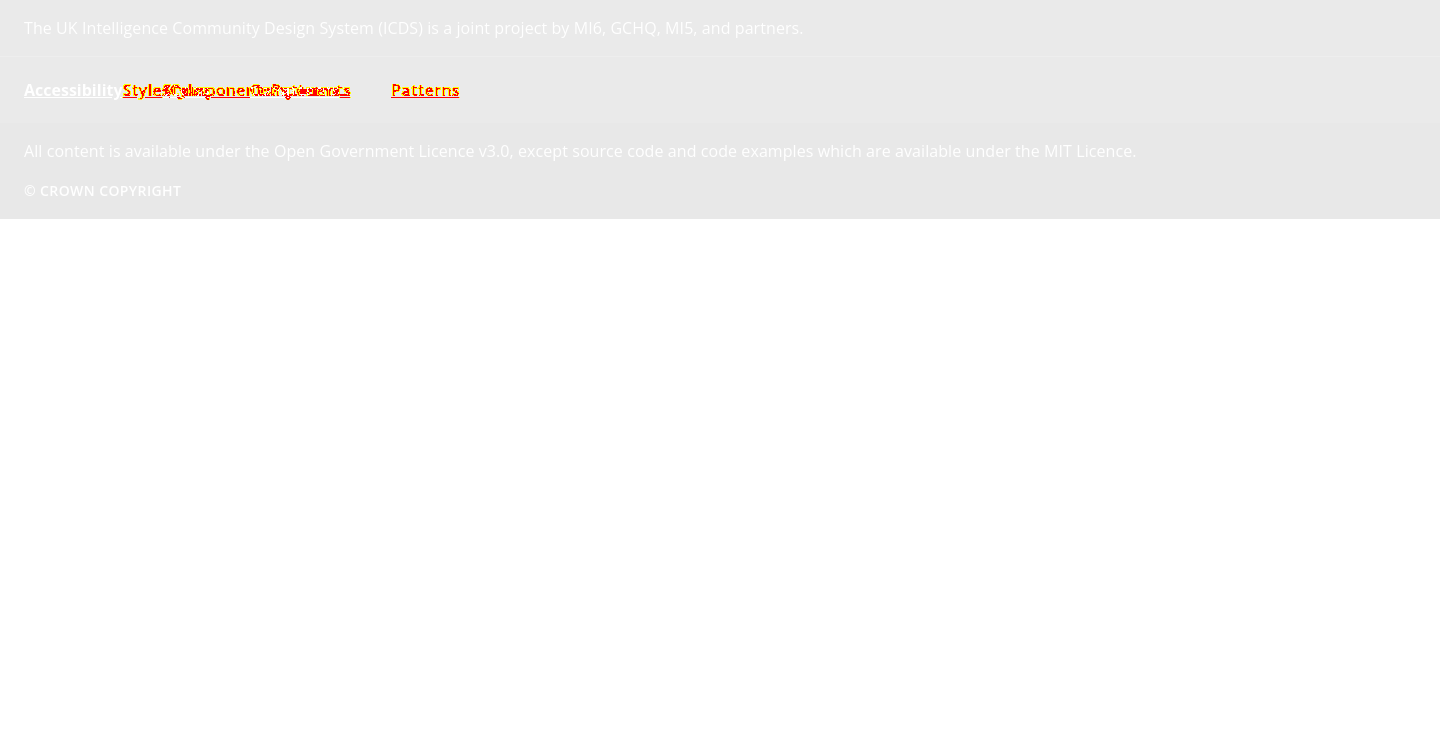 The UK Intelligence Community Design System (ICDS) is a joint project by MI6, GCHQ, MI5, and partners.
Accessibility Patterns
All content is available under the Open Government Licence v3.0, except source code and code examples which are available under the MIT Licence.
© CROWN COPYRIGHT